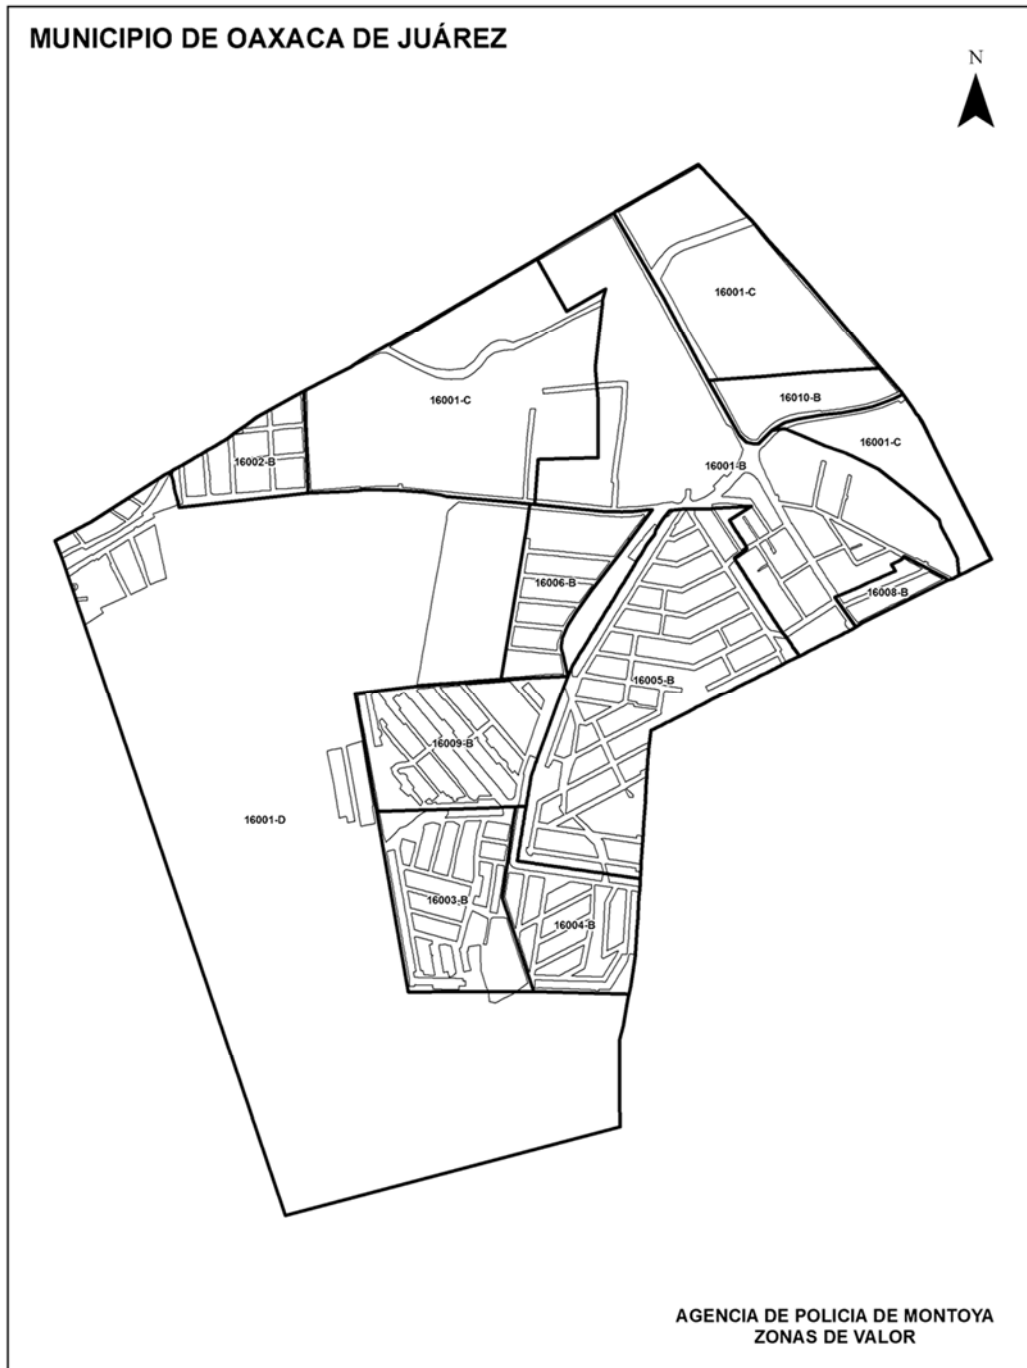 MUNICIPIO DE OAXACA DE JUÁREZ
N
16001-C
16010-B
16001-C
16001-C
16002-B
16001-B
16006-B
16008-B
16005-B
16009-B
16001-D
16003-B
16004-B
AGENCIA DE POLICIA DE MONTOYA
ZONAS DE VALOR